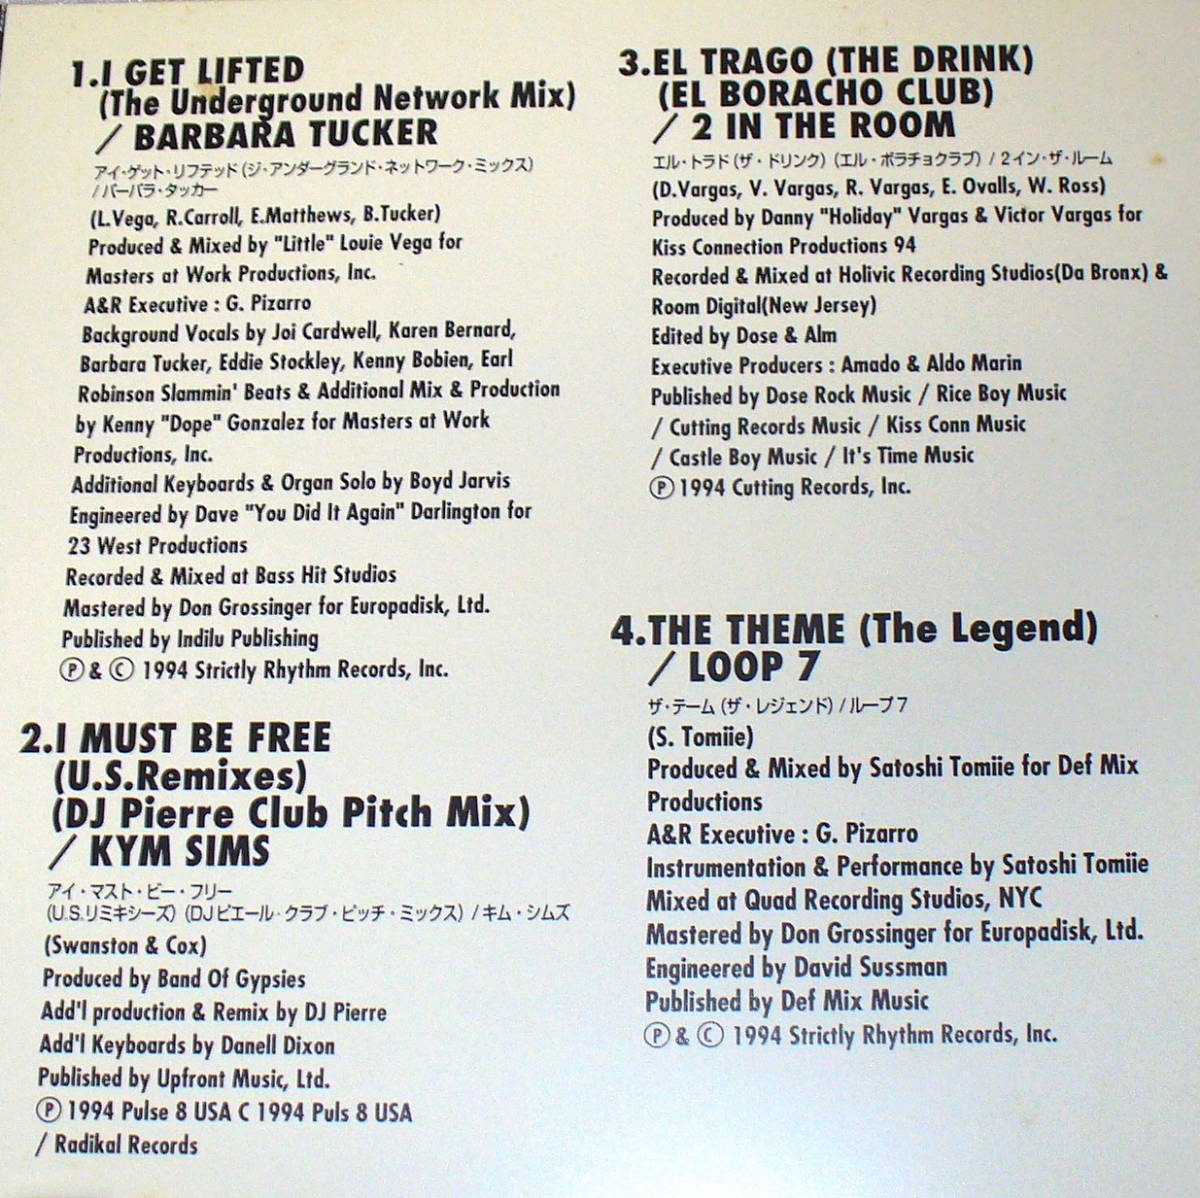 1.I GET LIFTED
(The Underground Network Mix)
/ BARBARA TUCKER
アイ・ゲット・リフテッド(ジ・アンダーグランド・ネットワーク・ミックス)
/バーバラ・タッカー
(L.Vega, R.Carroll, E.Matthews, B.Tucker)
Produced & Mixed by "Little" Louie Vega for
Masters at Work Productions, Inc.
A&R Executive : G. Pizarro
Background Vocals by Joi Cardwell, Karen Bernard,
Barbara Tucker, Eddie Stockley, Kenny Bobien, Earl
Robinson Slammin' Beats & Additional Mix & Production
by Kenny "Dope" Gonzalez for Masters at Work
Productions, Inc.
Additional Keyboards & Organ Solo by Boyd Jarvis
Engineered by Dave "You Did It Again" Darlington for
23 West Productions
Recorded & Mixed at Bass Hit Studios
Mastered by Don Grossinger for Europadisk, Ltd.
Published by Indilu Publishing
Ⓟ & Ⓒ 1994 Strictly Rhythm Records, Inc.
2.I MUST BE FREE
(U.S.Remixes)
(DJ Pierre Club Pitch Mix)
/ KYM SIMS
アイ・マスト・ビー・フリー
(U.S.リミキシーズ)(DJピエール・クラブ・ピッチ・ミックス)/キム・シムズ
(Swanston & Cox)
Produced by Band Of Gypsies
Add'l production & Remix by DJ Pierre
Add'l Keyboards by Danell Dixon
Published by Upfront Music, Ltd.
Ⓟ 1994 Pulse 8 USA C 1994 Puls 8 USA
/ Radikal Records
3.EL TRAGO (THE DRINK)
(EL BORACHO CLUB)
/ 2 IN THE ROOM
エル・トラド(ザ・ドリンク)(エル・ボラチョクラブ)/2イン・ザ・ルーム
(D.Vargas, V. Vargas, R. Vargas, E. Ovalls, W. Ross)
Produced by Danny "Holiday" Vargas & Victor Vargas for
Kiss Connection Productions 94
Recorded & Mixed at Holivic Recording Studios(Da Bronx) &
Room Digital(New Jersey)
Edited by Dose & Alm
Executive Producers : Amado & Aldo Marin
Published by Dose Rock Music / Rice Boy Music
/ Cutting Records Music / Kiss Conn Music
/ Castle Boy Music / It's Time Music
Ⓟ 1994 Cutting Records, Inc.
4.THE THEME (The Legend)
/ LOOP 7
ザ・テーム(ザ・レジェンド)/ループ7
(S. Tomiie)
Produced & Mixed by Satoshi Tomiie for Def Mix
Productions
A&R Executive : G. Pizarro
Instrumentation & Performance by Satoshi Tomiie
Mixed at Quad Recording Studios, NYC
Mastered by Don Grossinger for Europadisk, Ltd.
Engineered by David Sussman
Published by Def Mix Music
Ⓟ & Ⓒ 1994 Strictly Rhythm Records, Inc.